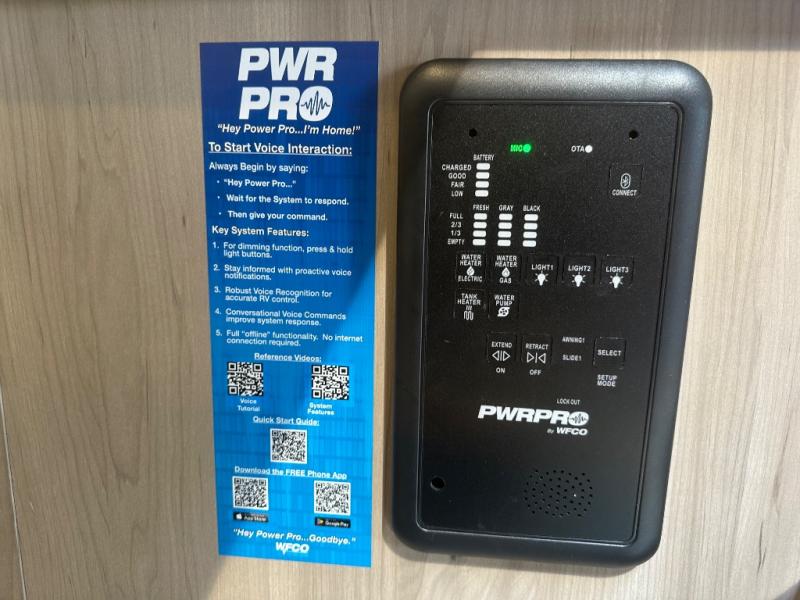 PWR
PRO
"Hey Power Pro...I'm Home!"
To Start Voice Interaction:
Always Begin by saying:
• "Hey Power Pro..."
• Wait for the System to respond.
• Then give your command.
Key System Features:
1. For dimming function, press & hold
light buttons.
2. Stay informed with proactive voice
notifications.
3. Robust Voice Recognition for
accurate RV control.
4. Conversational Voice Commands
improve system response.
5. Full "offline" functionality. No internet
connection required.
Reference Videos:
Voice
Tutorial
System
Features
Quick Start Guide:
Download the FREE Phone App
App Store
Google Play
"Hey Power Pro...Goodbye."
WFCO
MIC
OTA
BATTERY
CHARGED
GOOD
FAIR
LOW
CONNECT
FRESH GRAY BLACK
FULL
2/3
1/3
EMPTY
WATER
HEATER
ELECTRIC
WATER
HEATER
GAS
LIGHT1
LIGHT2
LIGHT3
TANK
HEATER
WATER
PUMP
EXTEND
ON
RETRACT
OFF
AWNING1
SLIDE1
SELECT
SETUP
MODE
LOCK OUT
PWRPRO
By WFCO